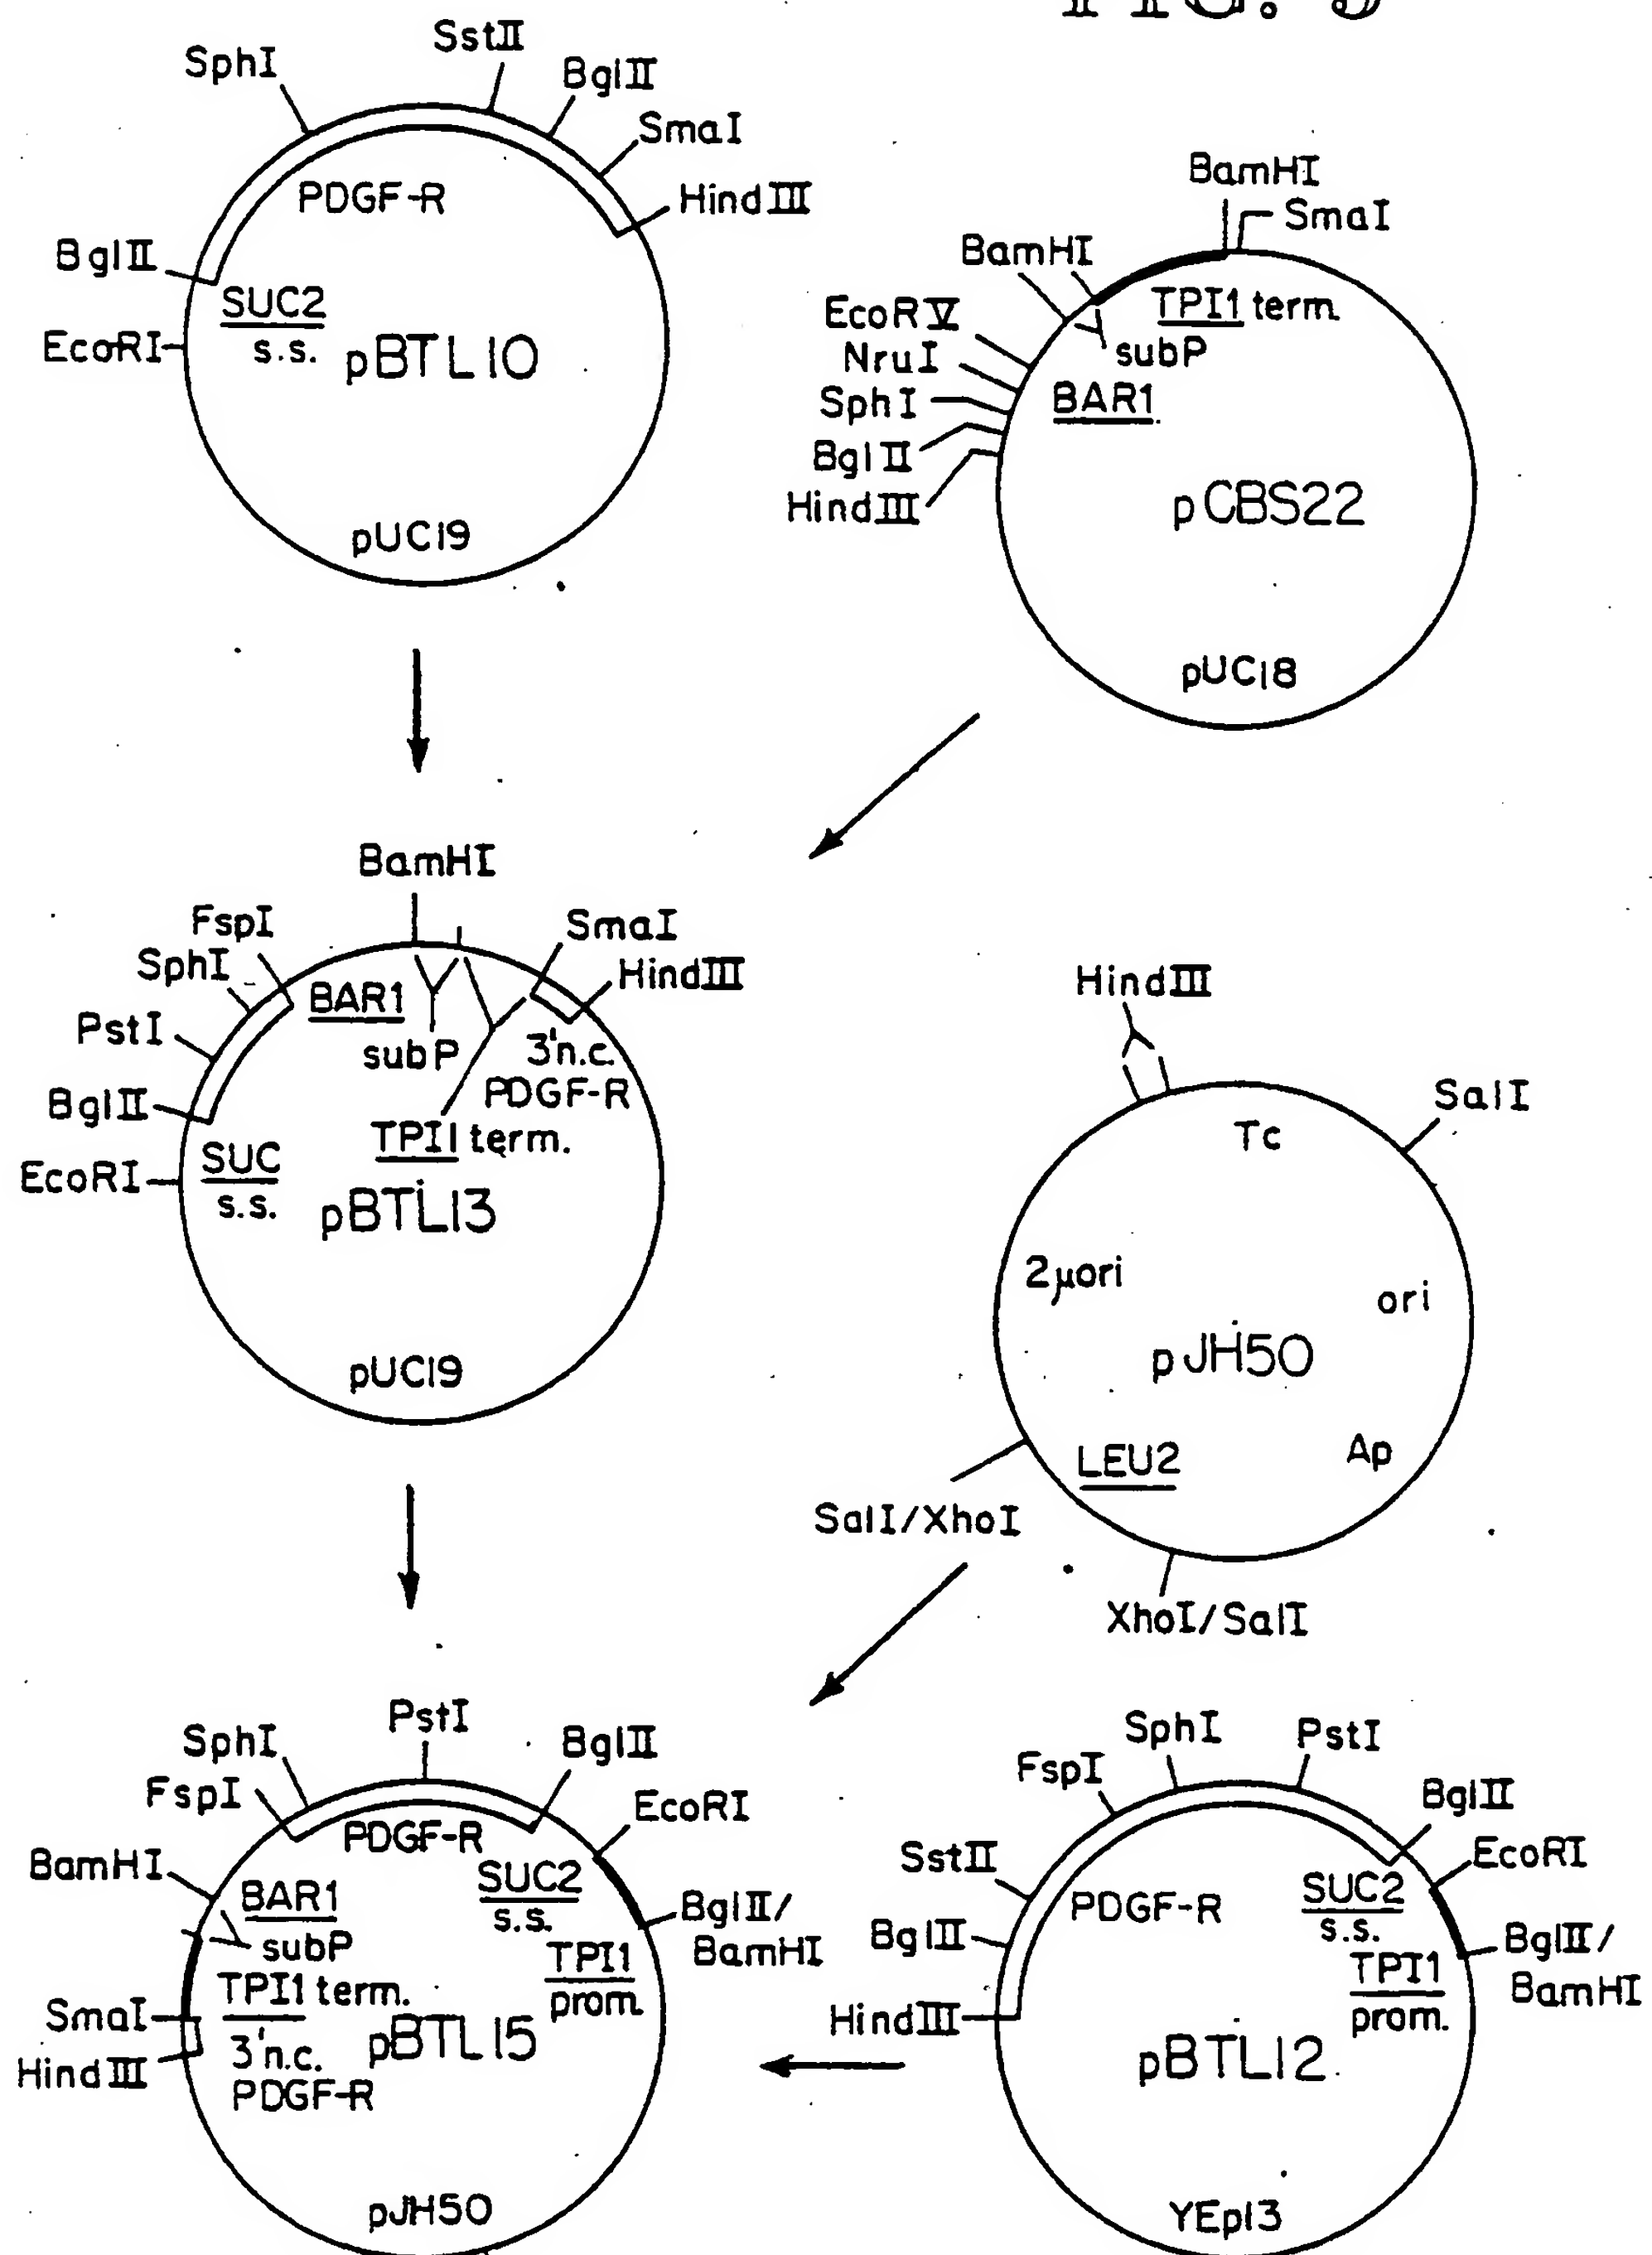 FIG. 5
SphI
SstII
BglII
SmaI
HindIII
PDGF-R
BglII
SUC2
s.s.
EcoRI
pBTL10
pUC19
BamHI
SmaI
BamHI
TPI1 term.
EcoRV
subP
NruI
SphI
BAR1
BglII
HindIII
pCBS22
pUC18
BamHI
FspI
SmaI
SphI
HindIII
BAR1
PstI
subP
3'n.c.
PDGF-R
BglII
TPI1 term.
SUC
s.s.
EcoRI
pBTL13
pUC19
HindIII
SalI
Tc
2µori
ori
pJH50
Ap
LEU2
SalI/XhoI
XhoI/SalI
PstI
SphI
BglII
FspI
EcoRI
PDGF-R
BamHI
SUC2
s.s.
BAR1
BglII/
BamHI
subP
TPI1
prom.
TPI1 term.
SmaI
pBTL15
3'n.c.
HindIII
PDGF-R
pJH50
SphI
PstI
FspI
BglII
EcoRI
SstII
SUC2
s.s.
PDGF-R
BglII
BglII/
BamHI
TPI1
prom.
HindIII
pBTL12
YEp13